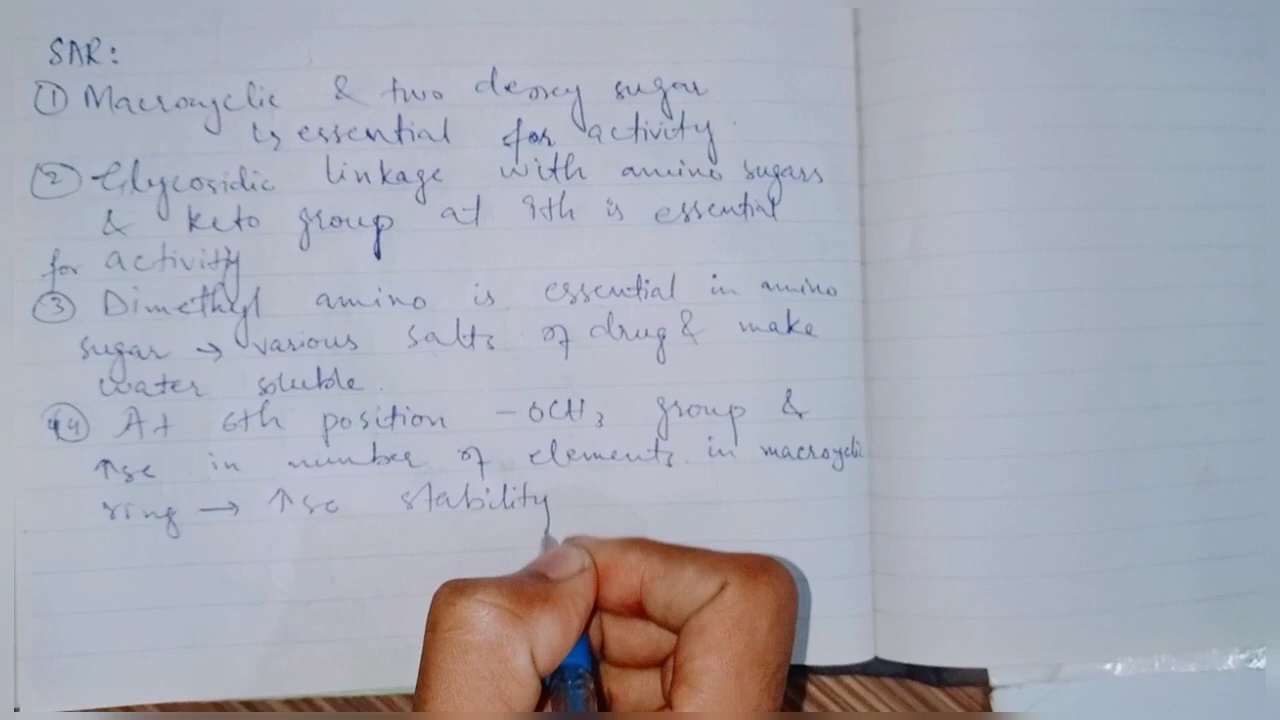 SAR:
① Macrocyclic & two deoxy sugar
is essential for activity.
② Glycosidic linkage with amino sugars
& keto group at 9th is essential
for activity
③ Dimethyl amino is essential in amino
sugar → various salts of drug & make
water soluble.
④ At 6th position -OCH3 group &
↑se in number of elements in macrocyclic
ring → ↑se stability